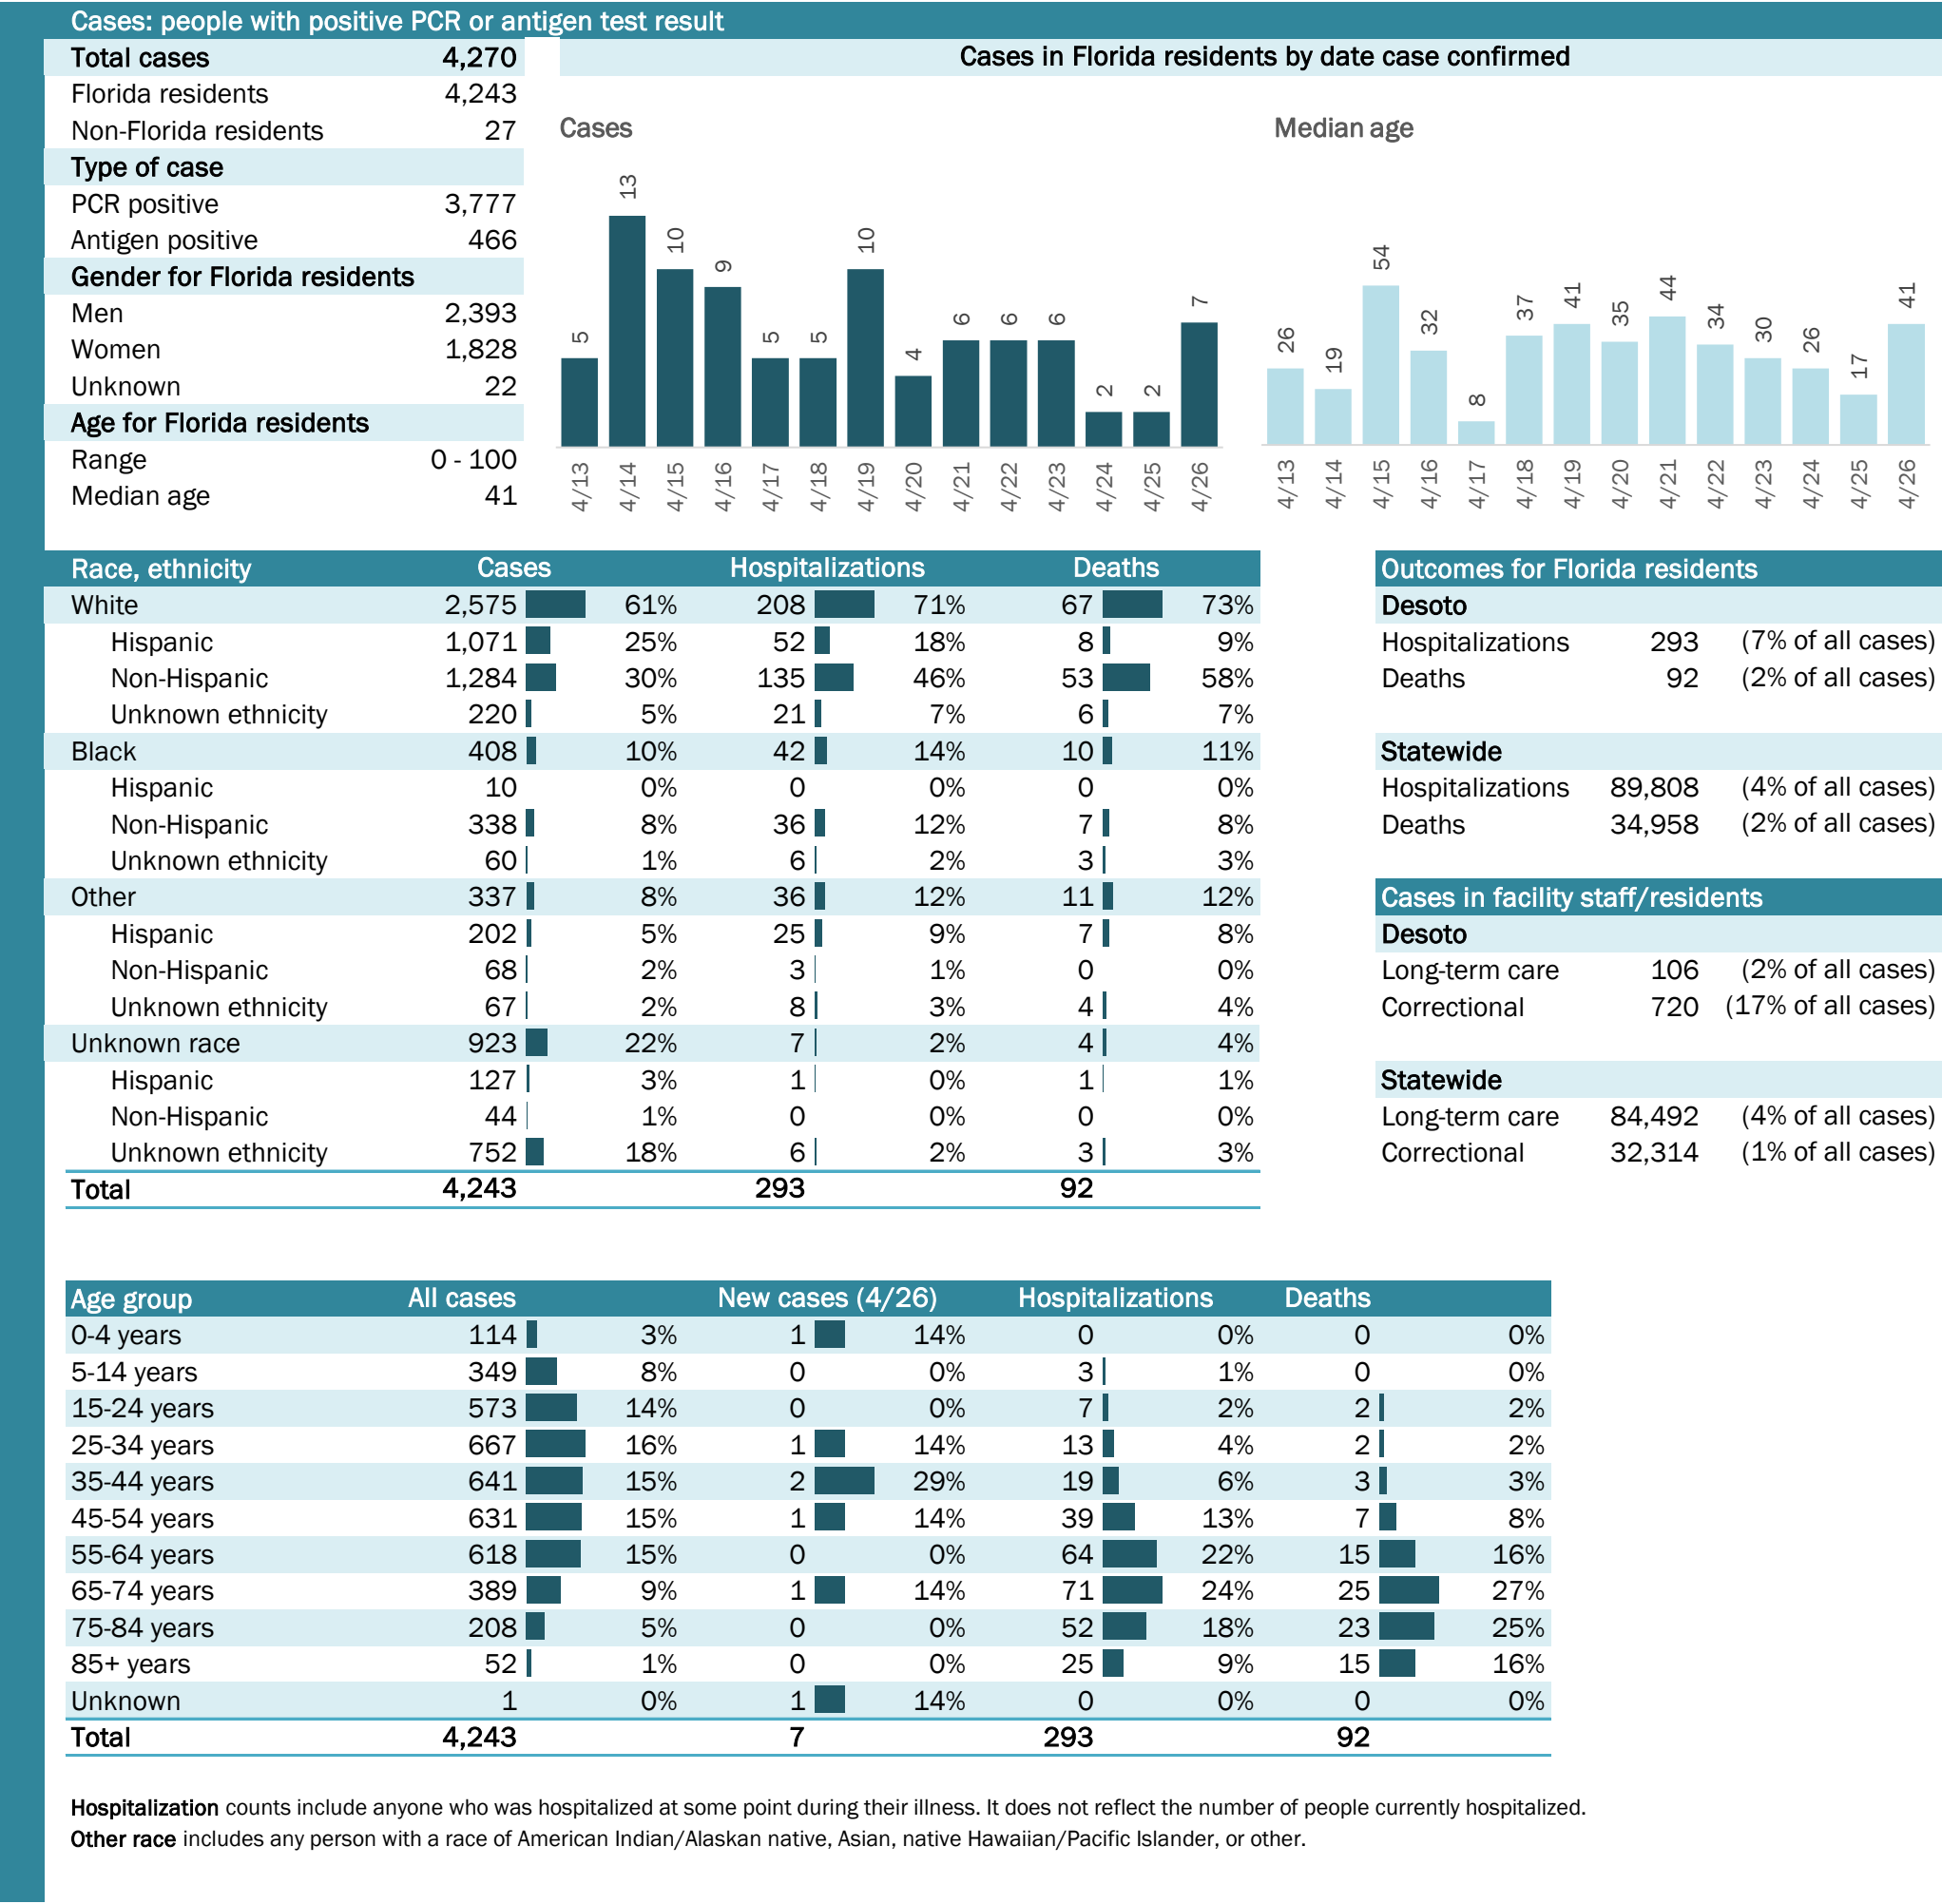 Cases: people with positive PCR or antigen test result
Total cases 4,270
Florida residents 4,243
Non-Florida residents 27
Type of case
PCR positive 3,777
Antigen positive 466
Gender for Florida residents
Men 2,393
Women 1,828
Unknown 22
Age for Florida residents
Range 0 - 100
Median age 41
Cases in Florida residents by date case confirmed
Cases
5 13 10 9 5 5 10 4 6 6 6 2 2 7
4/13 4/14 4/15 4/16 4/17 4/18 4/19 4/20 4/21 4/22 4/23 4/24 4/25 4/26
Median age
26 19 54 32 8 37 41 35 44 34 30 26 17 41
4/13 4/14 4/15 4/16 4/17 4/18 4/19 4/20 4/21 4/22 4/23 4/24 4/25 4/26
Race, ethnicity Cases Hospitalizations Deaths
White 2,575 61% 208 71% 67 73%
Hispanic 1,071 25% 52 18% 8 9%
Non-Hispanic 1,284 30% 135 46% 53 58%
Unknown ethnicity 220 5% 21 7% 6 7%
Black 408 10% 42 14% 10 11%
Hispanic 10 0% 0 0% 0 0%
Non-Hispanic 338 8% 36 12% 7 8%
Unknown ethnicity 60 1% 6 2% 3 3%
Other 337 8% 36 12% 11 12%
Hispanic 202 5% 25 9% 7 8%
Non-Hispanic 68 2% 3 1% 0 0%
Unknown ethnicity 67 2% 8 3% 4 4%
Unknown race 923 22% 7 2% 4 4%
Hispanic 127 3% 1 0% 1 1%
Non-Hispanic 44 1% 0 0% 0 0%
Unknown ethnicity 752 18% 6 2% 3 3%
Total 4,243 293 92
Outcomes for Florida residents
Desoto
Hospitalizations 293 (7% of all cases)
Deaths 92 (2% of all cases)
Statewide
Hospitalizations 89,808 (4% of all cases)
Deaths 34,958 (2% of all cases)
Cases in facility staff/residents
Desoto
Long-term care 106 (2% of all cases)
Correctional 720 (17% of all cases)
Statewide
Long-term care 84,492 (4% of all cases)
Correctional 32,314 (1% of all cases)
Age group All cases New cases (4/26) Hospitalizations Deaths
0-4 years 114 3% 1 14% 0 0% 0 0%
5-14 years 349 8% 0 0% 3 1% 0 0%
15-24 years 573 14% 0 0% 7 2% 2 2%
25-34 years 667 16% 1 14% 13 4% 2 2%
35-44 years 641 15% 2 29% 19 6% 3 3%
45-54 years 631 15% 1 14% 39 13% 7 8%
55-64 years 618 15% 0 0% 64 22% 15 16%
65-74 years 389 9% 1 14% 71 24% 25 27%
75-84 years 208 5% 0 0% 52 18% 23 25%
85+ years 52 1% 0 0% 25 9% 15 16%
Unknown 1 0% 1 14% 0 0% 0 0%
Total 4,243 7 293 92
Hospitalization counts include anyone who was hospitalized at some point during their illness. It does not reflect the number of people currently hospitalized.
Other race includes any person with a race of American Indian/Alaskan native, Asian, native Hawaiian/Pacific Islander, or other.